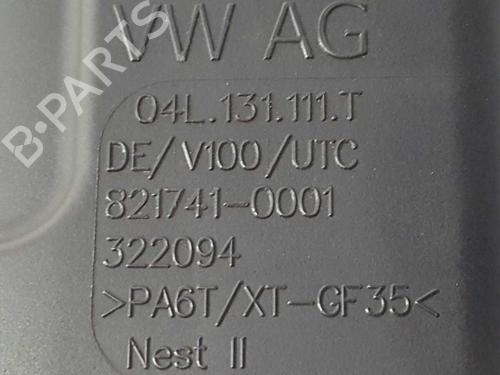 VW AG
B-PARTS
04L.131.111.T
DE/V100/UTC
821741-0001
322094
>PA6T/XT-GF35<
Nest II